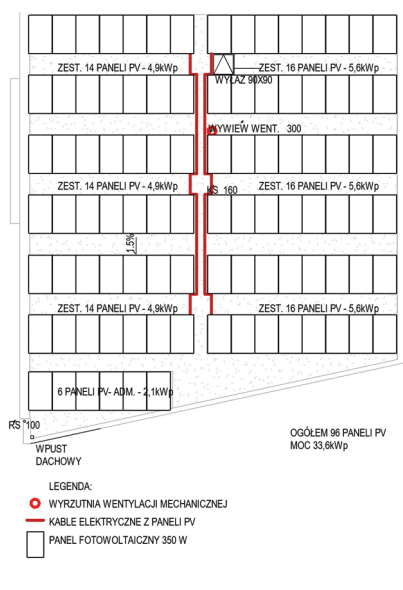 ZEST. 14 PANELI PV - 4,9kWp
ZEST. 16 PANELI PV - 5,6kWp
WYŁAZ 90X90
WYWIEW WENT. 300
ZEST. 14 PANELI PV - 4,9kWp
ZEST. 16 PANELI PV - 5,6kWp
KS 160
1.5%
ZEST. 14 PANELI PV - 4,9kWp
ZEST. 16 PANELI PV - 5,6kWp
6 PANELI PV- ADM. - 2,1kWp
RS *100
WPUST
DACHOWY
OGÓŁEM 96 PANELI PV
MOC 33,6kWp
LEGENDA:
WYRZUTNIA WENTYLACJI MECHANICZNEJ
KABLE ELEKTRYCZNE Z PANELI PV
PANEL FOTOWOLTAICZNY 350 W